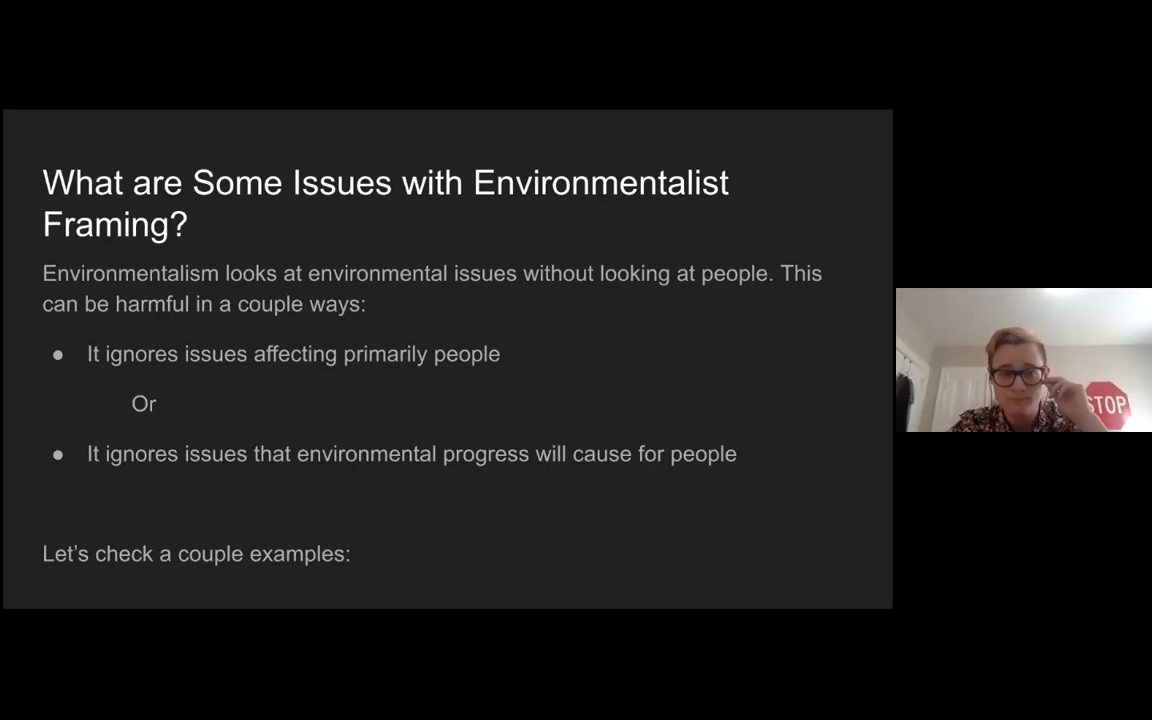 What are Some Issues with Environmentalist
Framing?
Environmentalism looks at environmental issues without looking at people. This
can be harmful in a couple ways:
● It ignores issues affecting primarily people
Or
● It ignores issues that environmental progress will cause for people
Let’s check a couple examples:
STOP